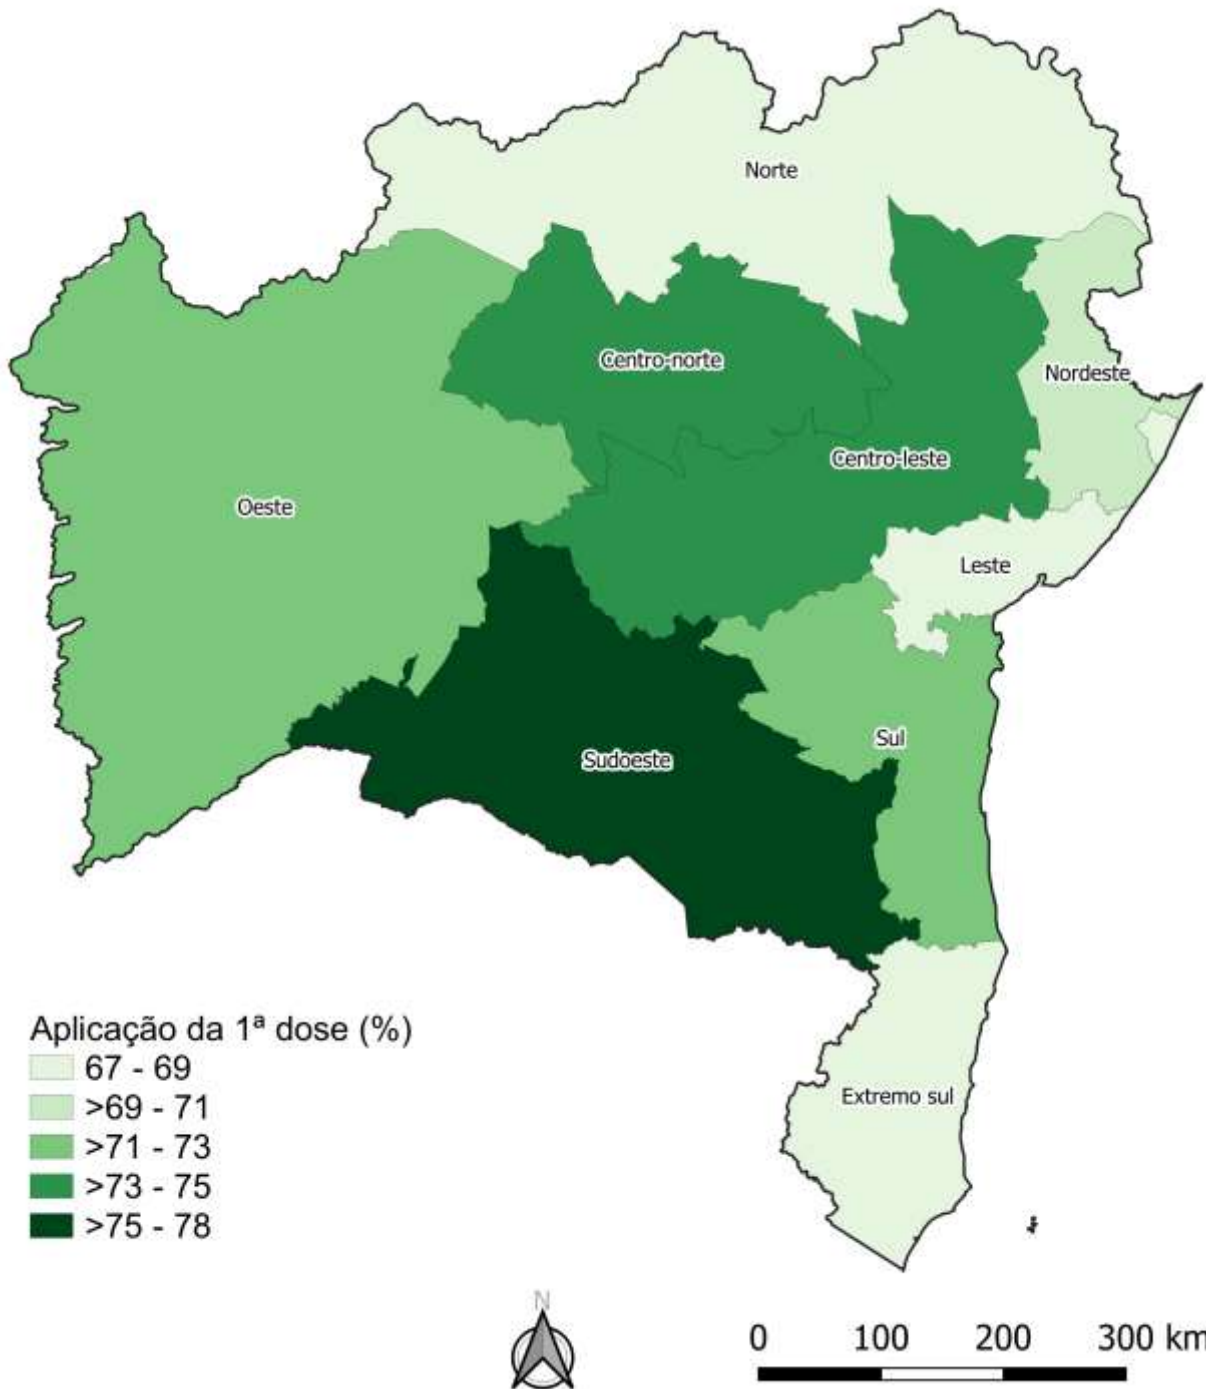 Norte
Centro-norte
Nordeste
Centro-leste
Oeste
Leste
Sul
Sudoeste
Aplicação da 1ª dose (%)
67 - 69
>69 - 71
>71 - 73
>73 - 75
>75 - 78
Extremo sul
N
0 100 200 300 km